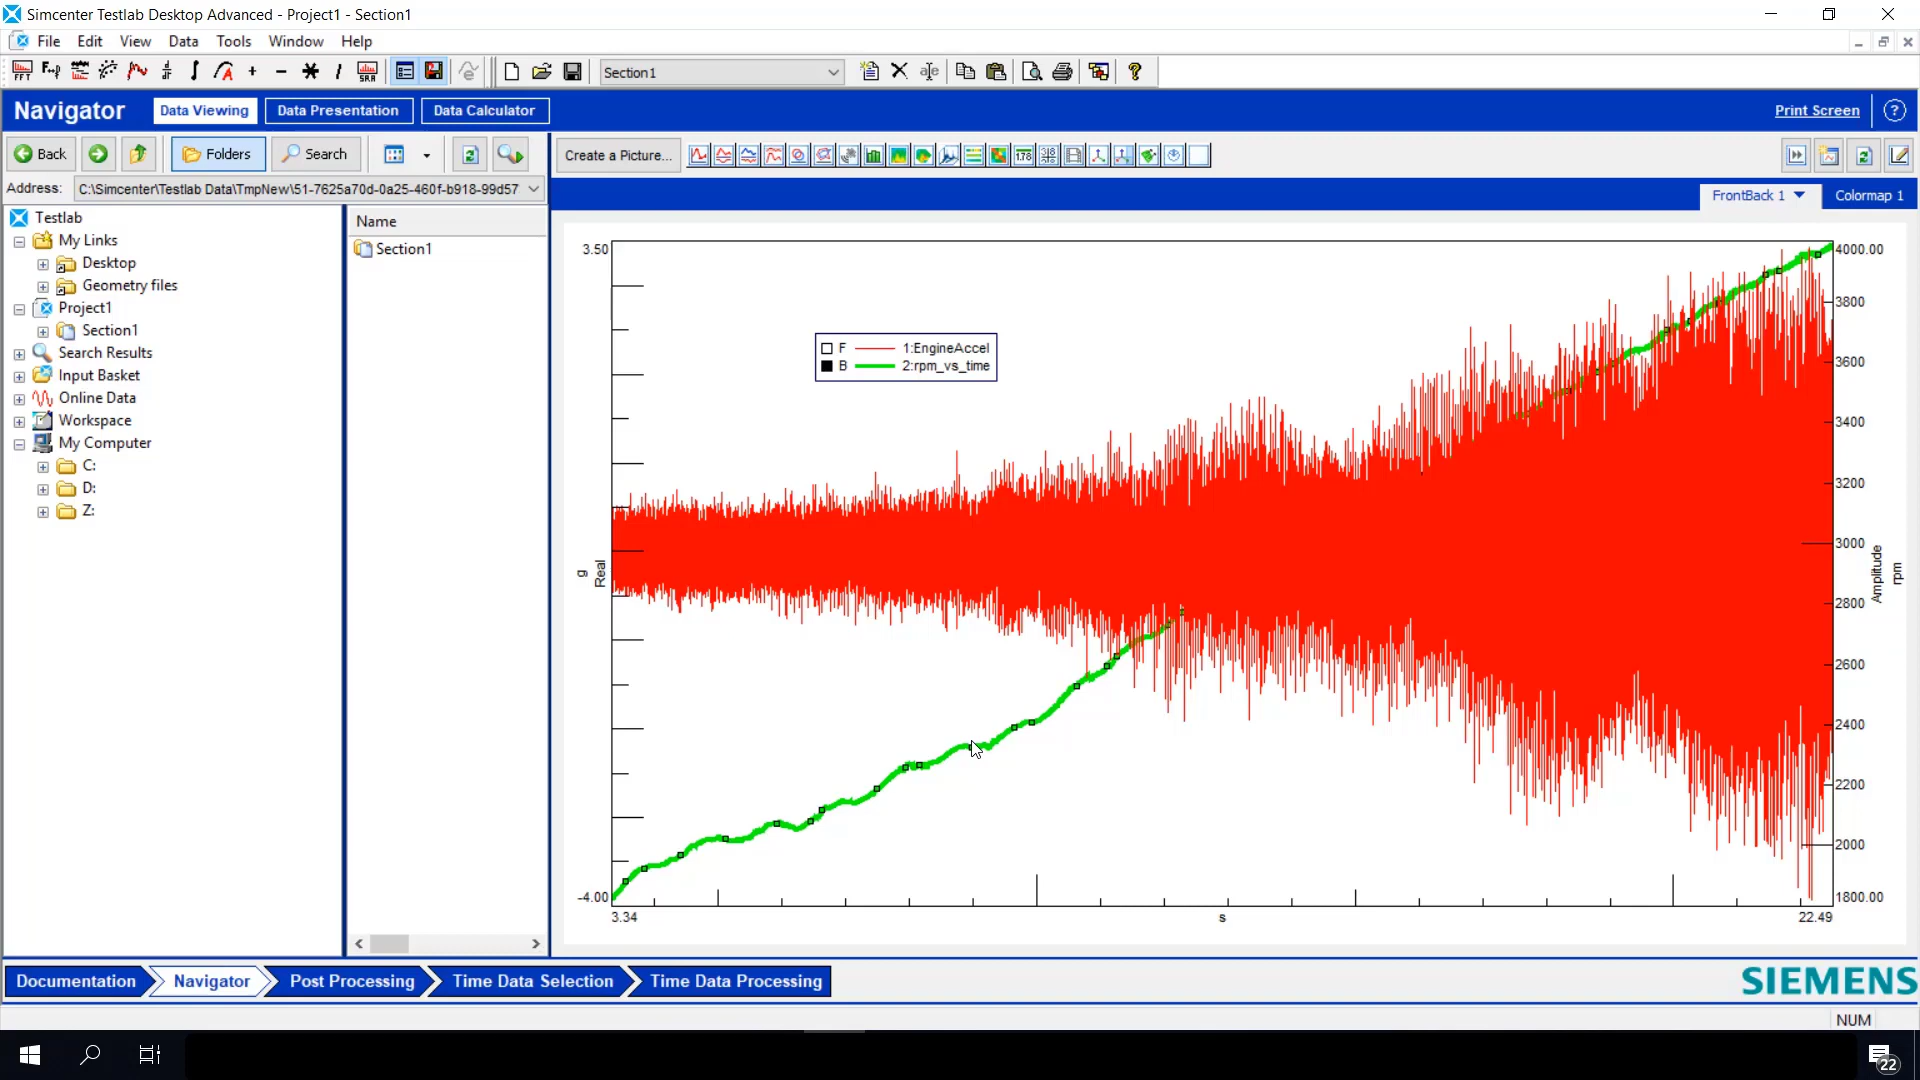 Simcenter Testlab Desktop Advanced - Project1 - Section1
File Edit View Data Tools Window Help
Section1
Navigator Data Viewing Data Presentation Data Calculator Print Screen
Back Folders Search Create a Picture...
Address: C:\Simcenter\Testlab Data\TmpNew\51-7625a70d-0a25-460f-b918-99d57
FrontBack 1 Colormap 1
Testlab
My Links
Desktop
Geometry files
Project1
Section1
Search Results
Input Basket
Online Data
Workspace
My Computer
C:
D:
Z:
Name
Section1
3.50
-4.00
g
Real
F 1:EngineAccel
B 2:rpm_vs_time
4000.00
3800
3600
3400
3200
3000
2800
2600
2400
2200
2000
1800.00
Amplitude
rpm
3.34 s 22.49
Documentation Navigator Post Processing Time Data Selection Time Data Processing
SIEMENS
NUM
22